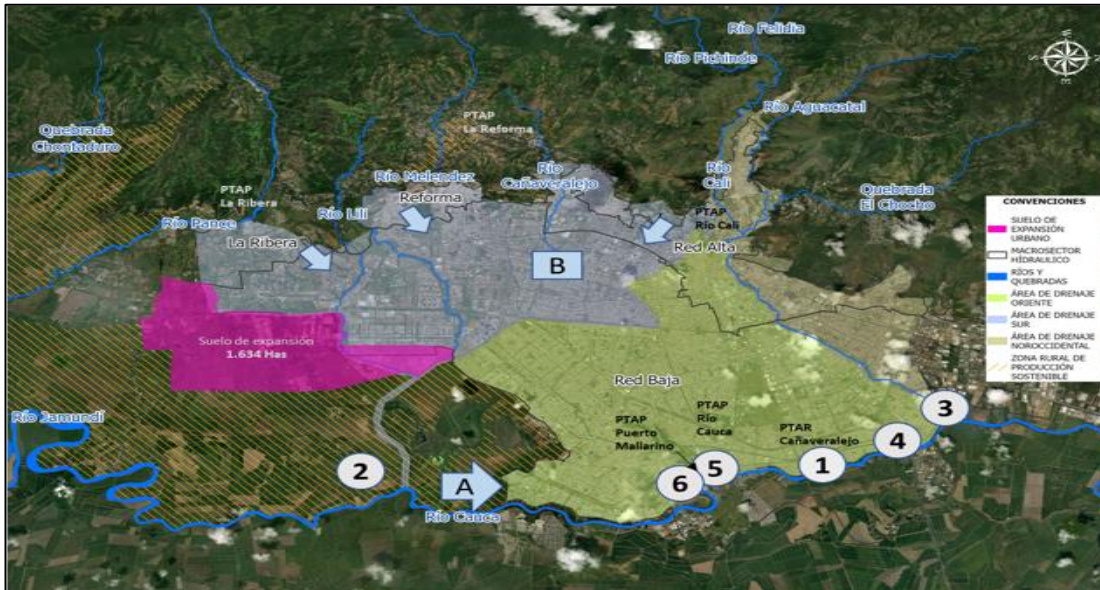 Río Felidia
Río Pichinde
Río Aguacatal
Quebrada
Chontaduro
PTAP
La Reforma
PTAP
La Ribera
Río Pance
Río Lili
Río Melendez
Reforma
Río
Cañaveralejo
Río
Cali
Quebrada
El Chocho
La Ribera
PTAP
Río Cali
Red Alta
B
N
S
E
CONVENCIONES
SUELO DE
EXPANSIÓN
URBANO
MACROSECTOR
HÍDRAULICO
RÍOS Y
QUEBRADAS
ÁREA DE DRENAJE
ORIENTE
ÁREA DE DRENAJE
SUR
ÁREA DE DRENAJE
NOROCCIDENTAL
ZONA RURAL DE
PRODUCCIÓN
SOSTENIBLE
Suelo de expansión
1.634 Has
Red Baja
Río Jamundí
PTAP
Puerto
Mallarino
PTAP
Río
Cauca
PTAR
Cañaveralejo
3
4
1
5
6
2
A
Río Cauca